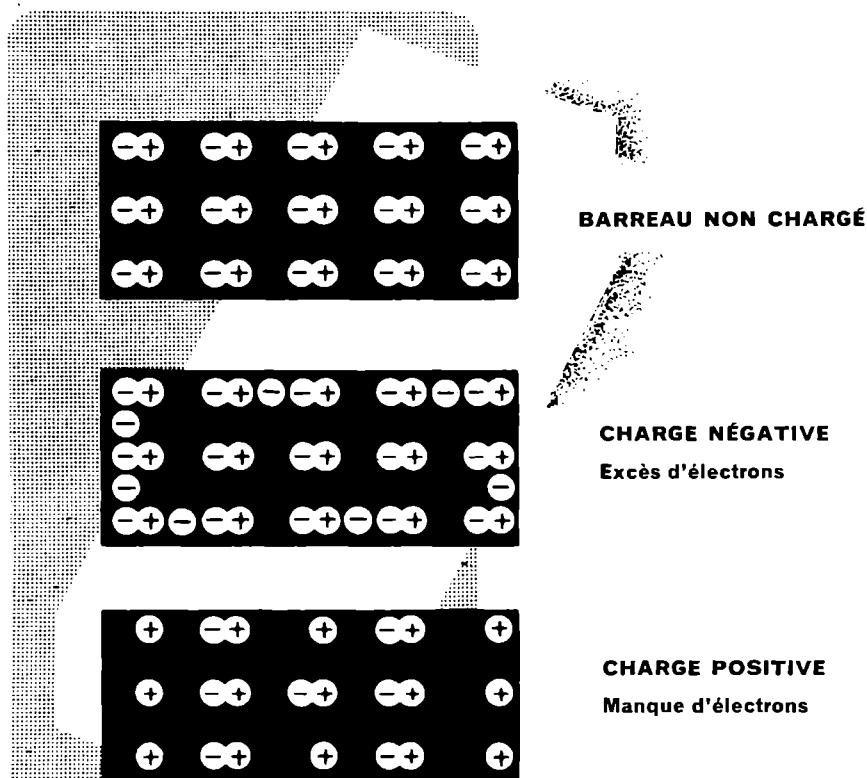 BARREAU NON CHARGÉ
CHARGE NÉGATIVE
Excès d'électrons
CHARGE POSITIVE
Manque d'électrons